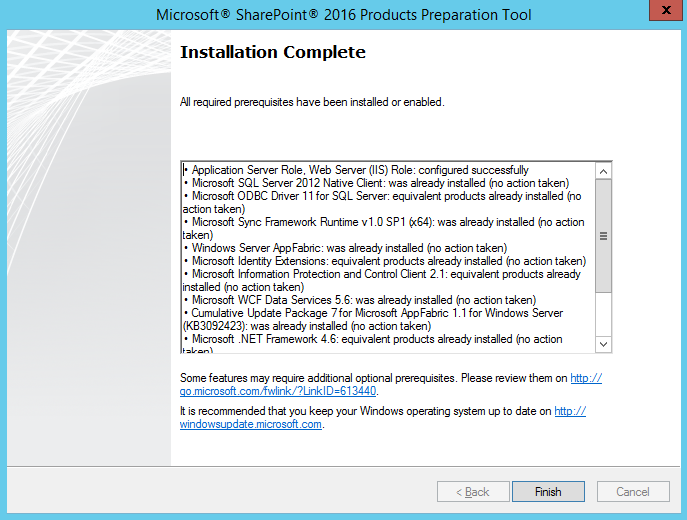 Microsoft® SharePoint® 2016 Products Preparation Tool
x
Installation Complete
All required prerequisites have been installed or enabled.
• Application Server Role, Web Server (IIS) Role: configured successfully
• Microsoft SQL Server 2012 Native Client: was already installed (no action taken)
• Microsoft ODBC Driver 11 for SQL Server: equivalent products already installed (no
action taken)
• Microsoft Sync Framework Runtime v1.0 SP1 (x64): was already installed (no action
taken)
• Windows Server AppFabric: was already installed (no action taken)
• Microsoft Identity Extensions: equivalent products already installed (no action taken)
• Microsoft Information Protection and Control Client 2.1: equivalent products already
installed (no action taken)
• Microsoft WCF Data Services 5.6: was already installed (no action taken)
• Cumulative Update Package 7 for Microsoft AppFabric 1.1 for Windows Server
(KB3092423): was already installed (no action taken)
• Microsoft .NET Framework 4.6: equivalent products already installed (no action
taken)
Some features may require additional optional prerequisites. Please review them on http://
go.microsoft.com/fwlink/?LinkID=613440.
It is recommended that you keep your Windows operating system up to date on http://
windowsupdate.microsoft.com.
< Back
Finish
Cancel